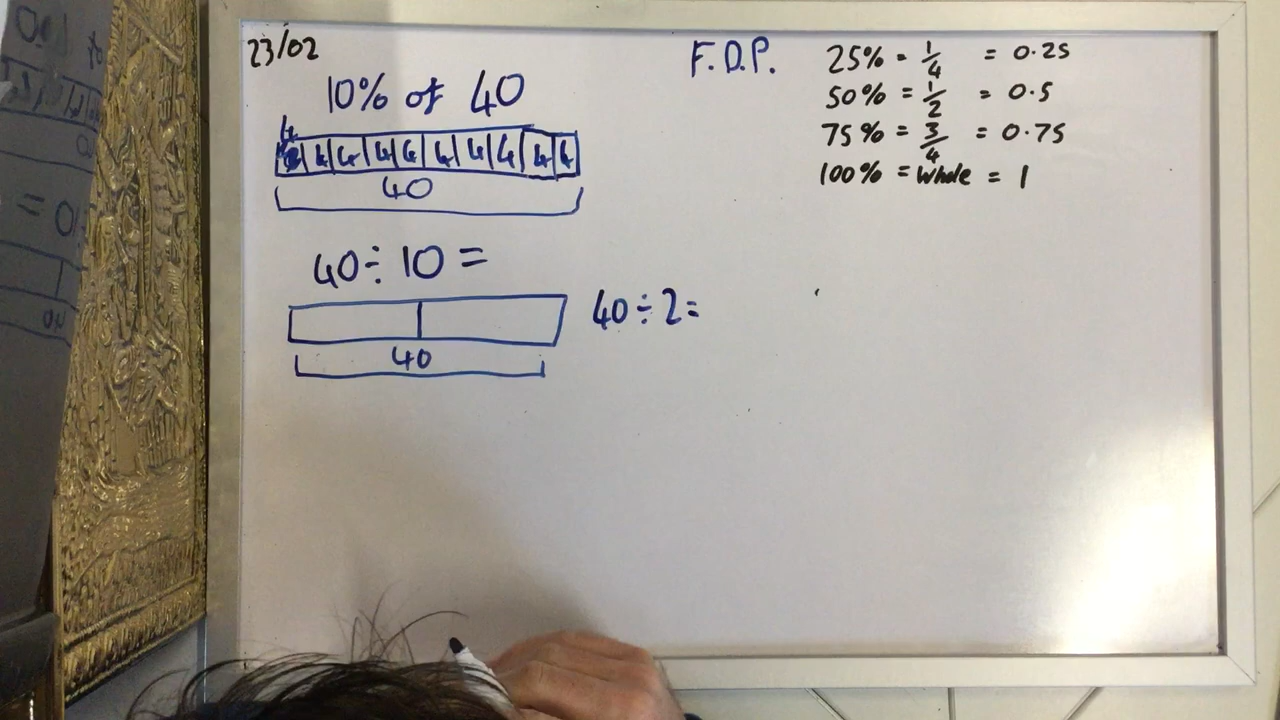 23/02
10% of 40
4
4 4 4 4 4 4 4 4 4
40
40 ÷ 10 =
40 ÷ 2 =
40
F.D.P.
25% = 1/4 = 0.25
50% = 1/2 = 0.5
75% = 3/4 = 0.75
100% = Whole = 1